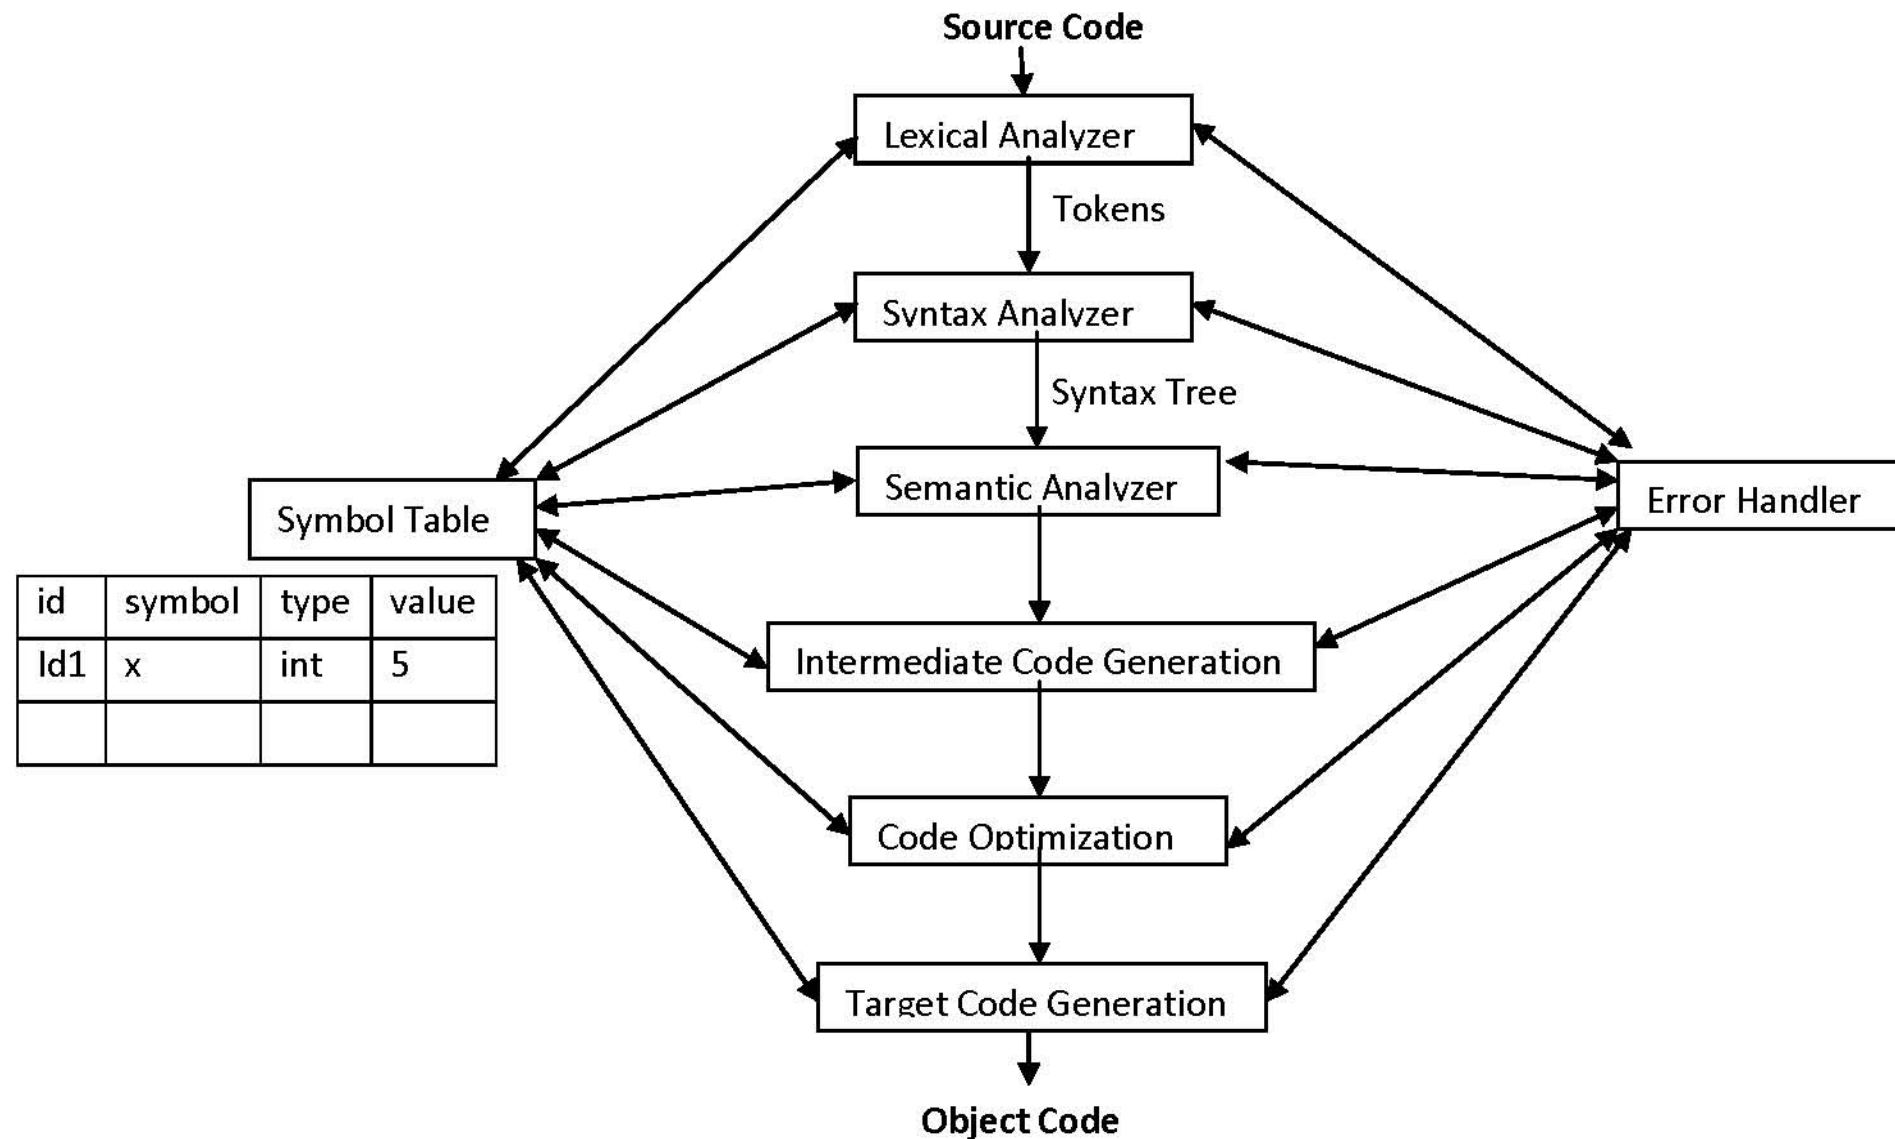 Source Code
Lexical Analyzer
Tokens
Syntax Analyzer
Syntax Tree
Semantic Analyzer
Symbol Table
Error Handler
id symbol type value
Id1 x int 5
Intermediate Code Generation
Code Optimization
Target Code Generation
Object Code